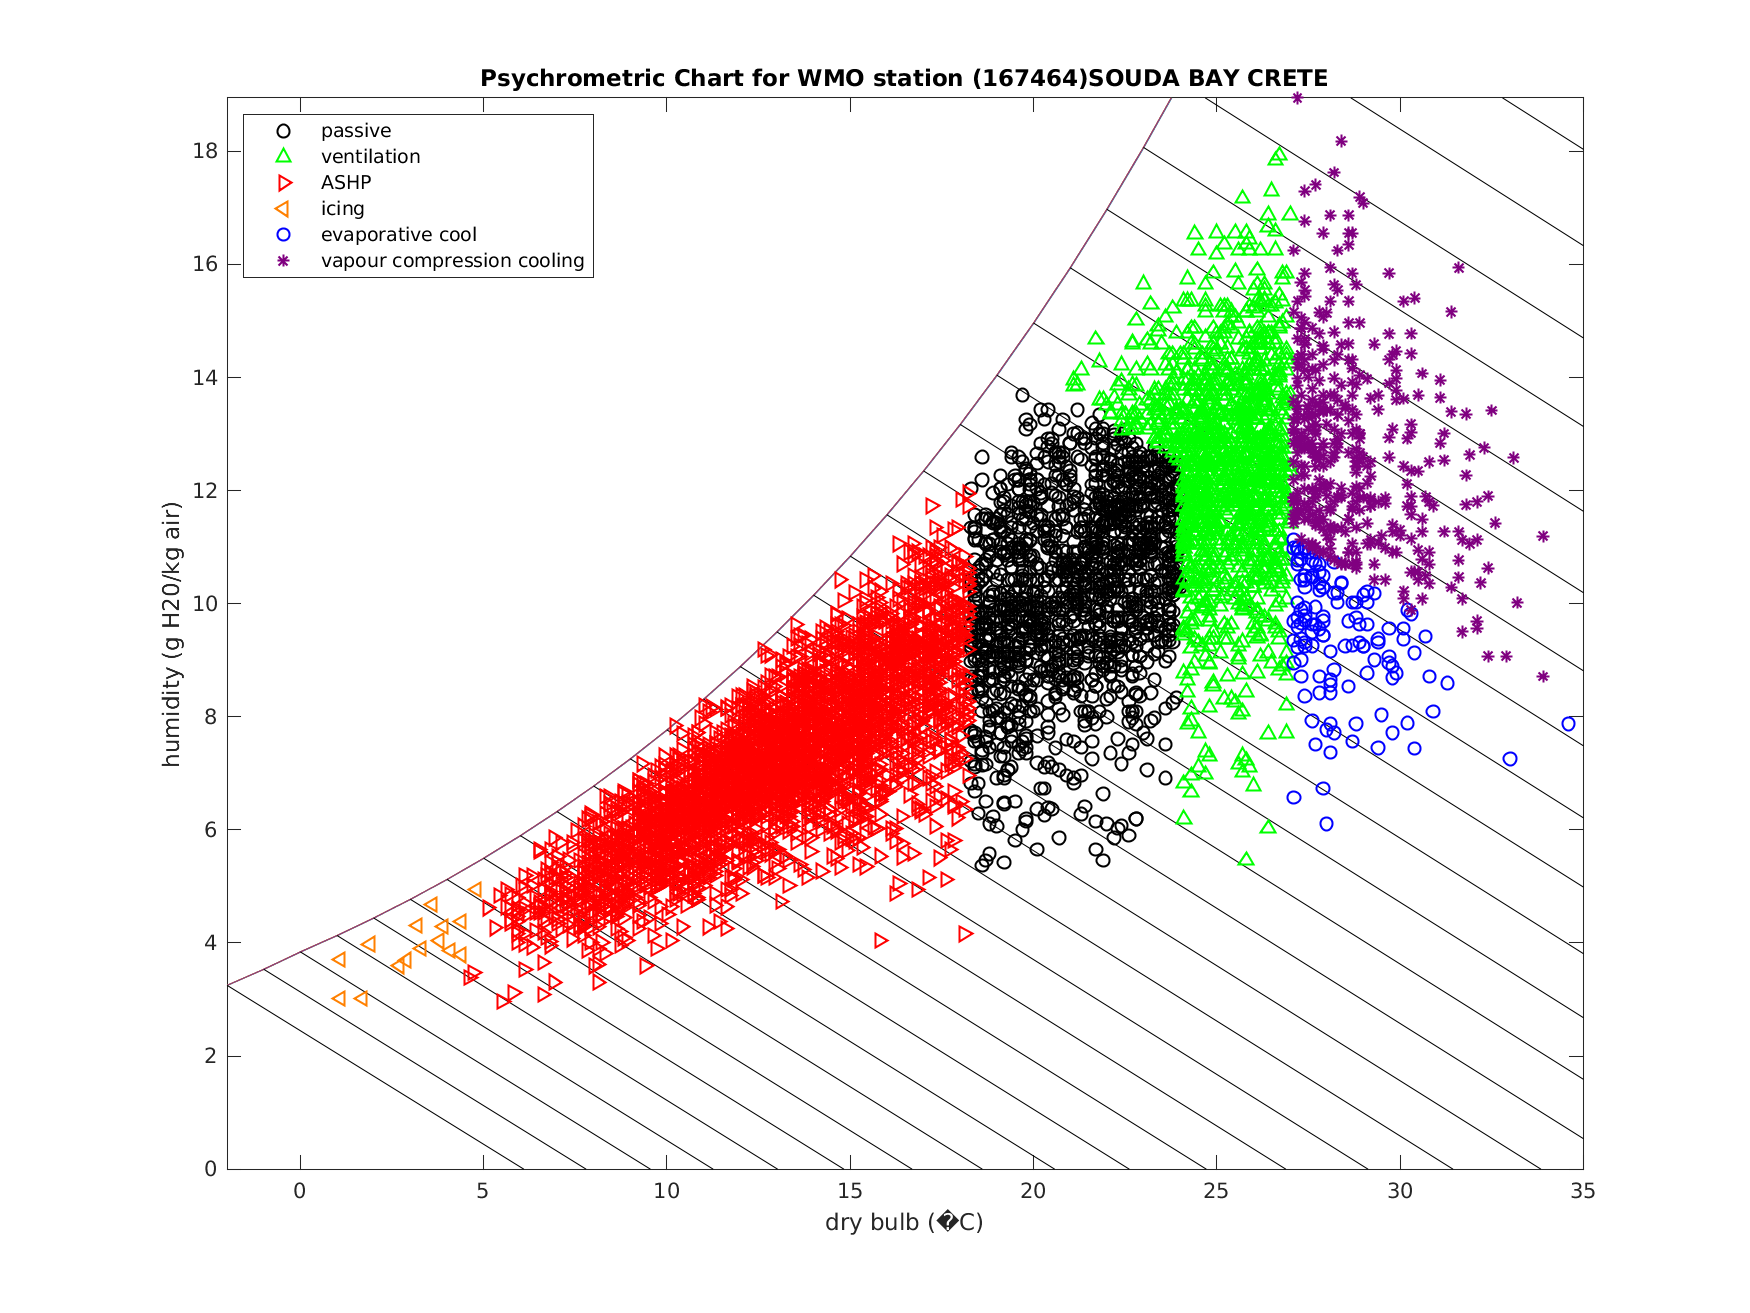 Psychrometric Chart for WMO station (167464)SOUDA BAY CRETE
passive
ventilation
ASHP
icing
evaporative cool
vapour compression cooling
humidity (g H20/kg air)
18
16
14
12
10
8
6
4
2
0
0 5 10 15 20 25 30 35
dry bulb (�C)